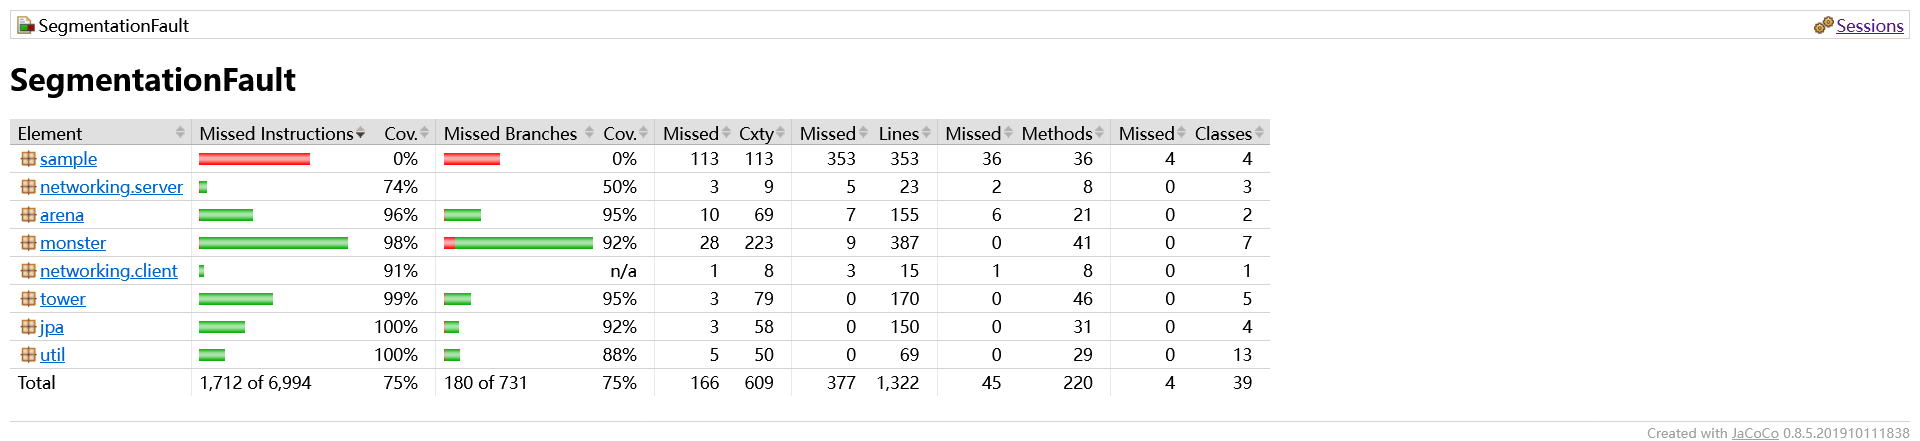 SegmentationFault Sessions
SegmentationFault
Element Missed Instructions Cov. Missed Branches Cov. Missed Cxty Missed Lines Missed Methods Missed Classes
sample 0% 0% 113 113 353 353 36 36 4 4
networking.server 74% 50% 3 9 5 23 2 8 0 3
arena 96% 95% 10 69 7 155 6 21 0 2
monster 98% 92% 28 223 9 387 0 41 0 7
networking.client 91% n/a 1 8 3 15 1 8 0 1
tower 99% 95% 3 79 0 170 0 46 0 5
jpa 100% 92% 3 58 0 150 0 31 0 4
util 100% 88% 5 50 0 69 0 29 0 13
Total 1,712 of 6,994 75% 180 of 731 75% 166 609 377 1,322 45 220 4 39
Created with JaCoCo 0.8.5.201910111838